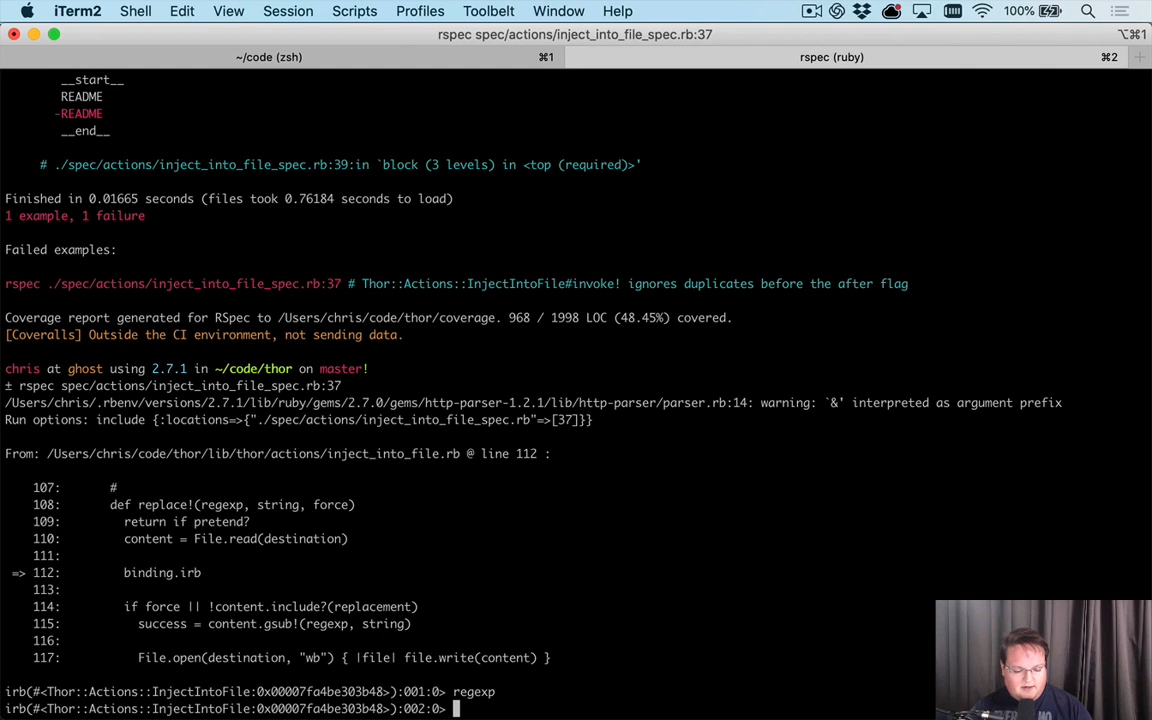 iTerm2 Shell Edit View Session Scripts Profiles Toolbelt Window Help 100%
rspec spec/actions/inject_into_file_spec.rb:37 ⌥⌘1
~/code (zsh) ⌘1 rspec (ruby) ⌘2
__start__
README
-README
__end__
# ./spec/actions/inject_into_file_spec.rb:39:in `block (3 levels) in <top (required)>'
Finished in 0.01665 seconds (files took 0.76184 seconds to load)
1 example, 1 failure
Failed examples:
rspec ./spec/actions/inject_into_file_spec.rb:37 # Thor::Actions::InjectIntoFile#invoke! ignores duplicates before the after flag
Coverage report generated for RSpec to /Users/chris/code/thor/coverage. 968 / 1998 LOC (48.45%) covered.
[Coveralls] Outside the CI environment, not sending data.
chris at ghost using 2.7.1 in ~/code/thor on master!
± rspec spec/actions/inject_into_file_spec.rb:37
/Users/chris/.rbenv/versions/2.7.1/lib/ruby/gems/2.7.0/gems/http-parser-1.2.1/lib/http-parser/parser.rb:14: warning: `&' interpreted as argument prefix
Run options: include {:locations=>{"./spec/actions/inject_into_file_spec.rb"=>[37]}}
From: /Users/chris/code/thor/lib/thor/actions/inject_into_file.rb @ line 112 :
107: #
108: def replace!(regexp, string, force)
109: return if pretend?
110: content = File.read(destination)
111:
=> 112: binding.irb
113:
114: if force || !content.include?(replacement)
115: success = content.gsub!(regexp, string)
116:
117: File.open(destination, "wb") { |file| file.write(content) }
irb(#<Thor::Actions::InjectIntoFile:0x00007fa4be303b48>):001:0> regexp
irb(#<Thor::Actions::InjectIntoFile:0x00007fa4be303b48>):002:0>